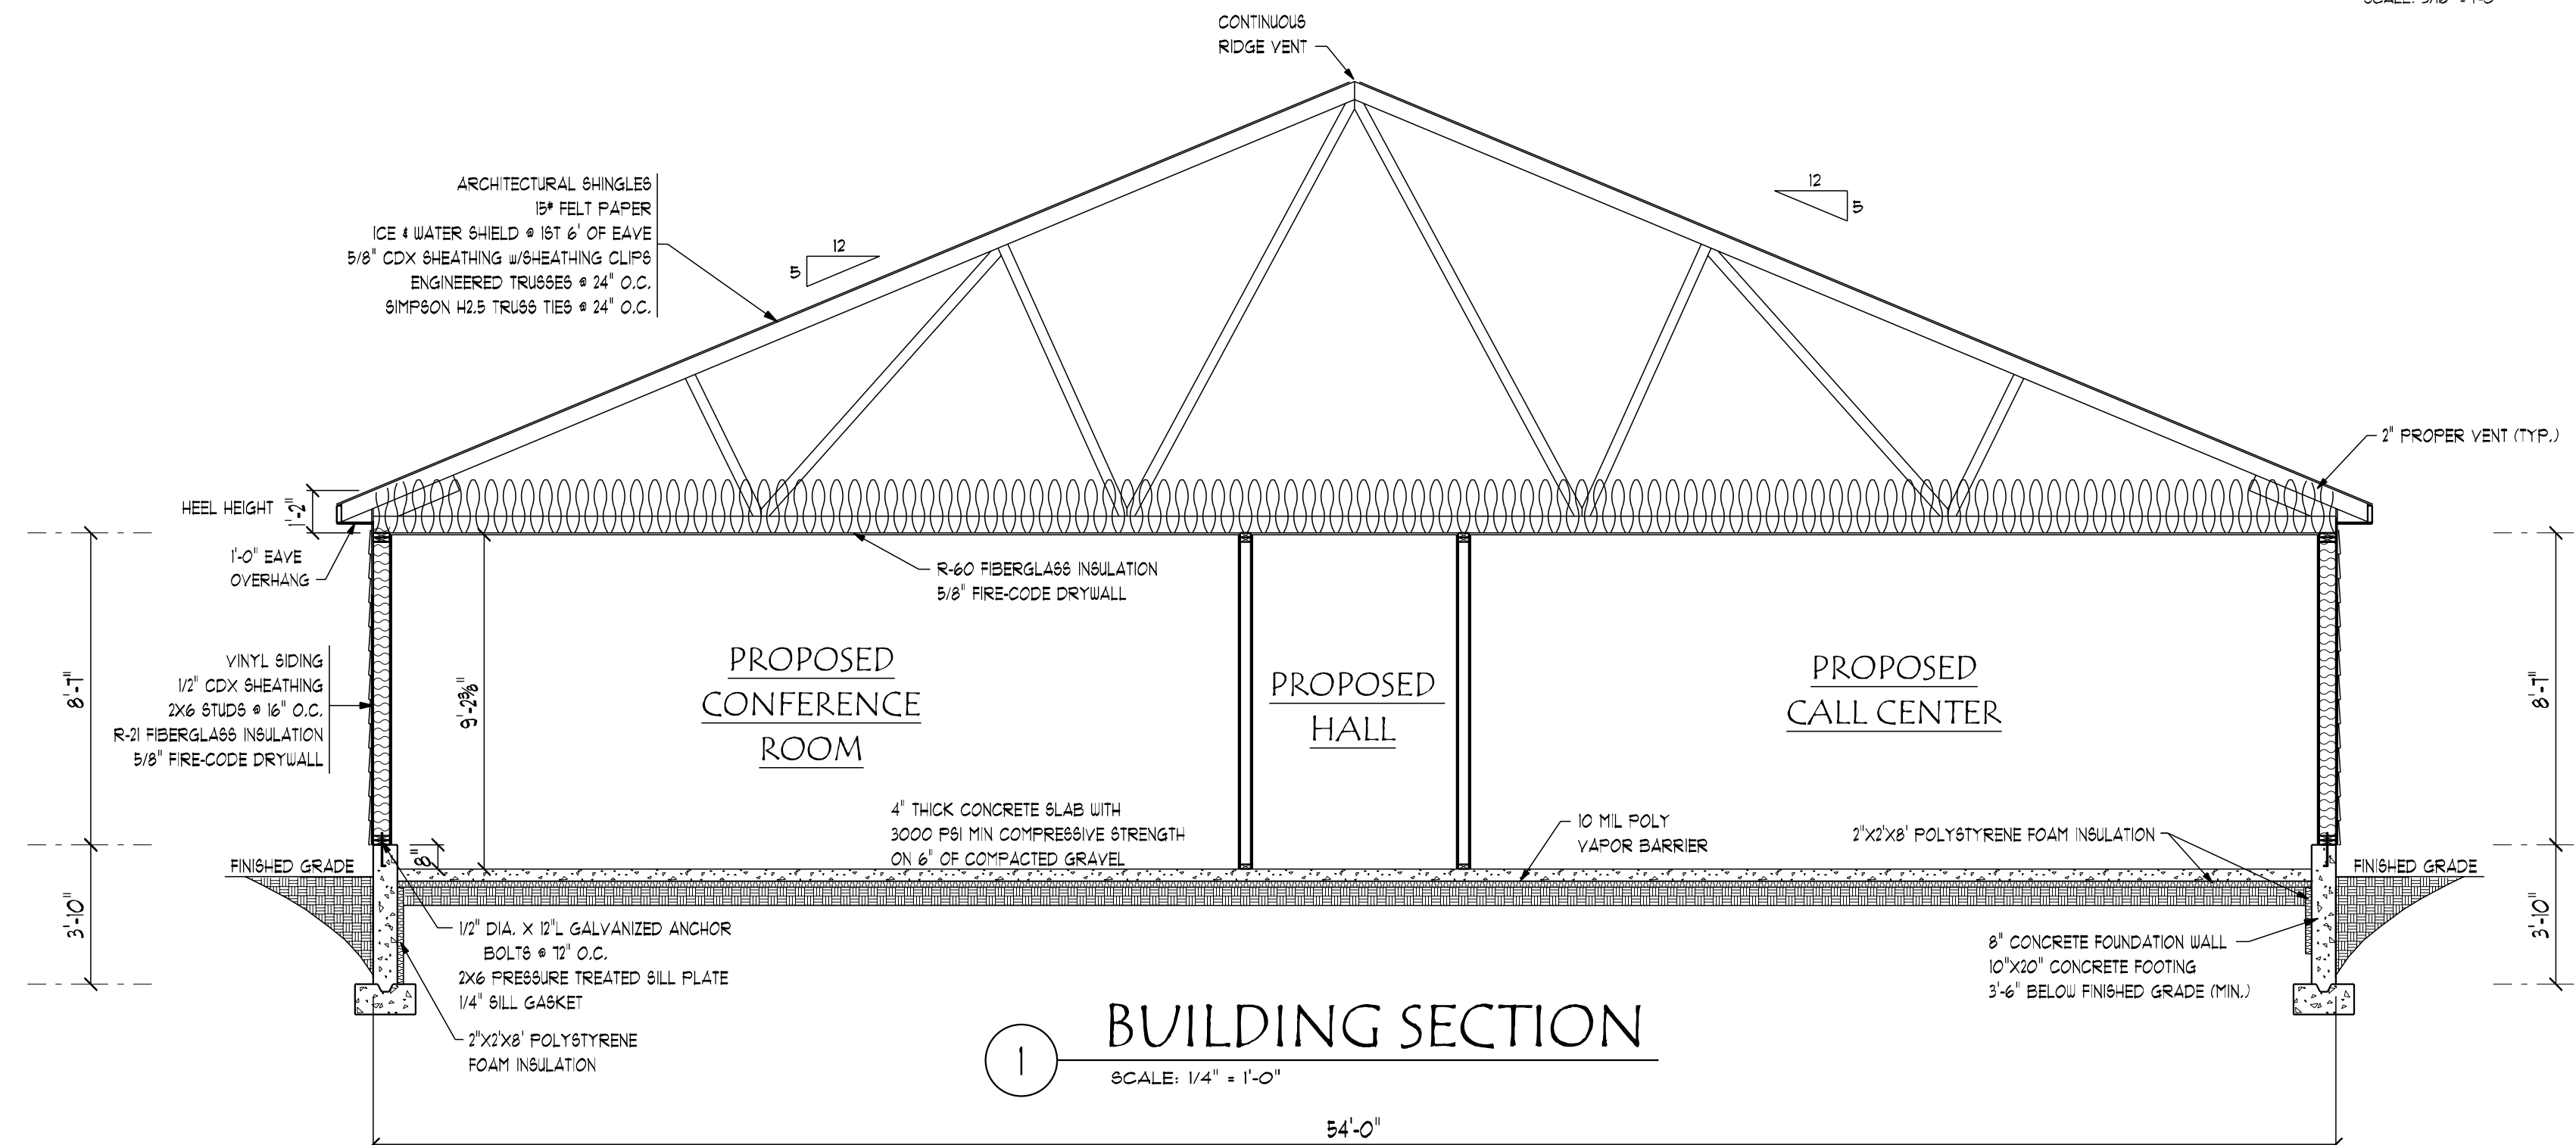 CONTINUOUS
RIDGE VENT
ARCHITECTURAL SHINGLES
15# FELT PAPER
ICE & WATER SHIELD @ 1ST 6' OF EAVE
5/8" CDX SHEATHING w/SHEATHING CLIPS
ENGINEERED TRUSSES @ 24" O.C.
SIMPSON H2.5 TRUSS TIES @ 24" O.C.
12
5
12
5
2" PROPER VENT (TYP.)
HEEL HEIGHT
1'-2"
1'-0" EAVE
OVERHANG
R-60 FIBERGLASS INSULATION
5/8" FIRE-CODE DRYWALL
VINYL SIDING
1/2" CDX SHEATHING
2X6 STUDS @ 16" O.C.
R-21 FIBERGLASS INSULATION
5/8" FIRE-CODE DRYWALL
8'-7"
9'-2 3/8"
PROPOSED
CONFERENCE
ROOM
PROPOSED
HALL
PROPOSED
CALL CENTER
8'-7"
4" THICK CONCRETE SLAB WITH
3000 PSI MIN COMPRESSIVE STRENGTH
ON 6" OF COMPACTED GRAVEL
10 MIL POLY
VAPOR BARRIER
2"X2'X8' POLYSTYRENE FOAM INSULATION
8"
FINISHED GRADE
FINISHED GRADE
3'-10"
1/2" DIA. X 12"L GALVANIZED ANCHOR
BOLTS @ 72" O.C.
2X6 PRESSURE TREATED SILL PLATE
1/4" SILL GASKET
2"X2'X8' POLYSTYRENE
FOAM INSULATION
8" CONCRETE FOUNDATION WALL
10"X20" CONCRETE FOOTING
3'-6" BELOW FINISHED GRADE (MIN.)
3'-10"
1
BUILDING SECTION
SCALE: 1/4" = 1'-0"
54'-0"